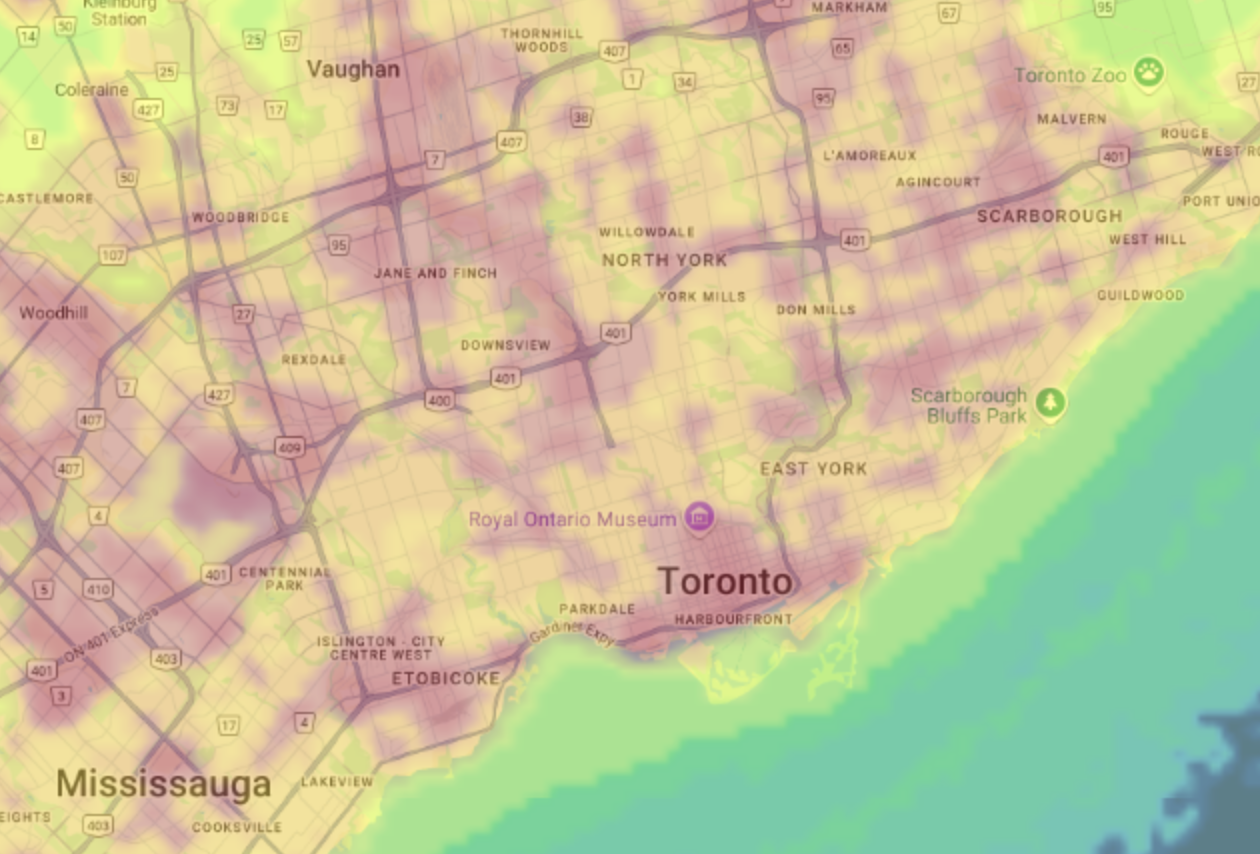 Kleinburg
Station
MARKHAM
67
95
50
14
25
57
THORNHILL
WOODS
407
65
Vaughan
25
1
34
Toronto Zoo
27
Coleraine
427
73
17
38
95
MALVERN
8
407
ROUGE
7
L'AMOREAUX
401
50
AGINCOURT
CASTLEMORE
PORT UNIO
WOODBRIDGE
SCARBOROUGH
WILLOWDALE
95
401
WEST HILL
107
NORTH YORK
JANE AND FINCH
YORK MILLS
GUILDWOOD
Woodhill
27
DON MILLS
401
DOWNSVIEW
REXDALE
401
7
427
400
Scarborough
Bluffs Park
407
409
407
EAST YORK
4
Royal Ontario Museum
401
CENTENNIAL
PARK
Toronto
5
410
PARKDALE
HARBOURFRONT
ON-401 Express
Gardiner Expy
ISLINGTON - CITY
CENTRE WEST
401
403
ETOBICOKE
3
17
4
Mississauga
LAKEVIEW
EIGHTS
403
COOKSVILLE